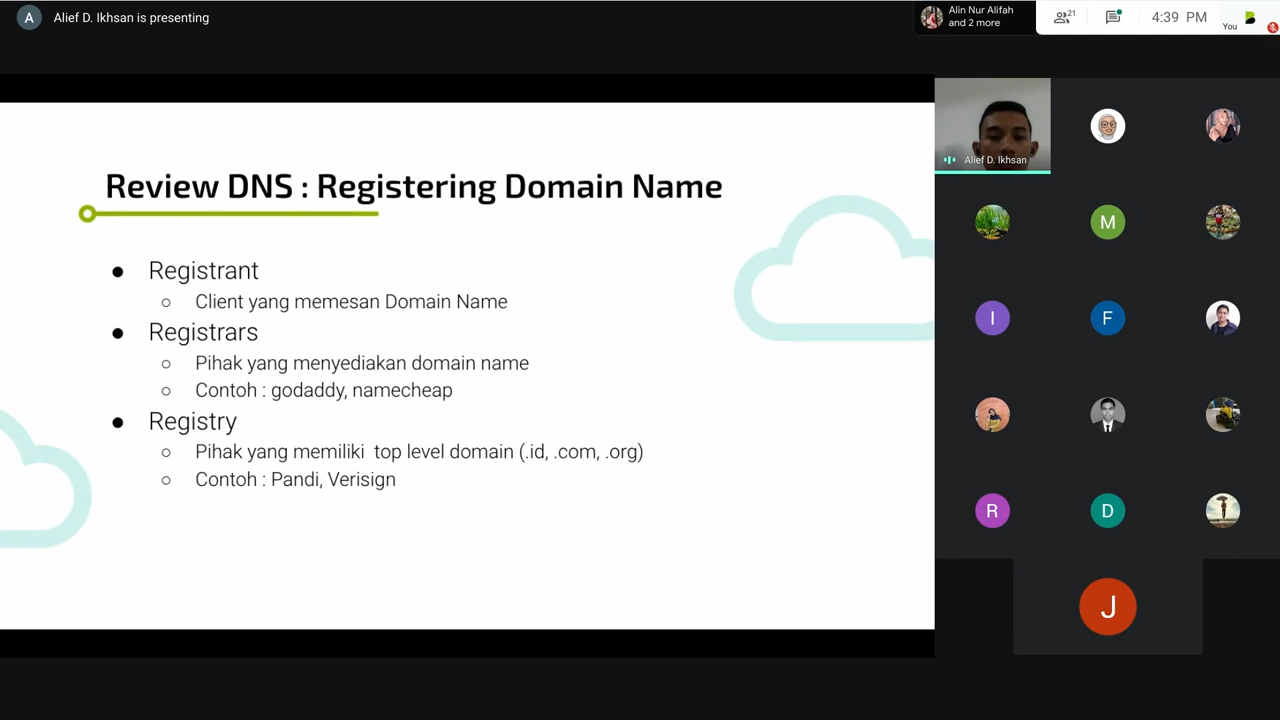 A
Alief D. Ikhsan is presenting
Alin Nur Alifah
and 2 more
21
4:39 PM
You
Review DNS : Registering Domain Name
● Registrant
○ Client yang memesan Domain Name
● Registrars
○ Pihak yang menyediakan domain name
○ Contoh : godaddy, namecheap
● Registry
○ Pihak yang memiliki  top level domain (.id, .com, .org)
○ Contoh : Pandi, Verisign
Alief D. Ikhsan
M
I
F
R
D
J